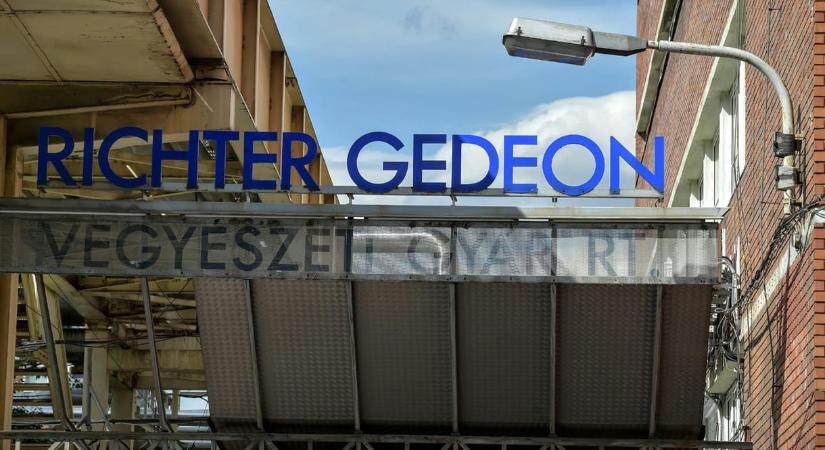 RICHTER GEDEON
VEGYÉSZETI GYÁR RT.